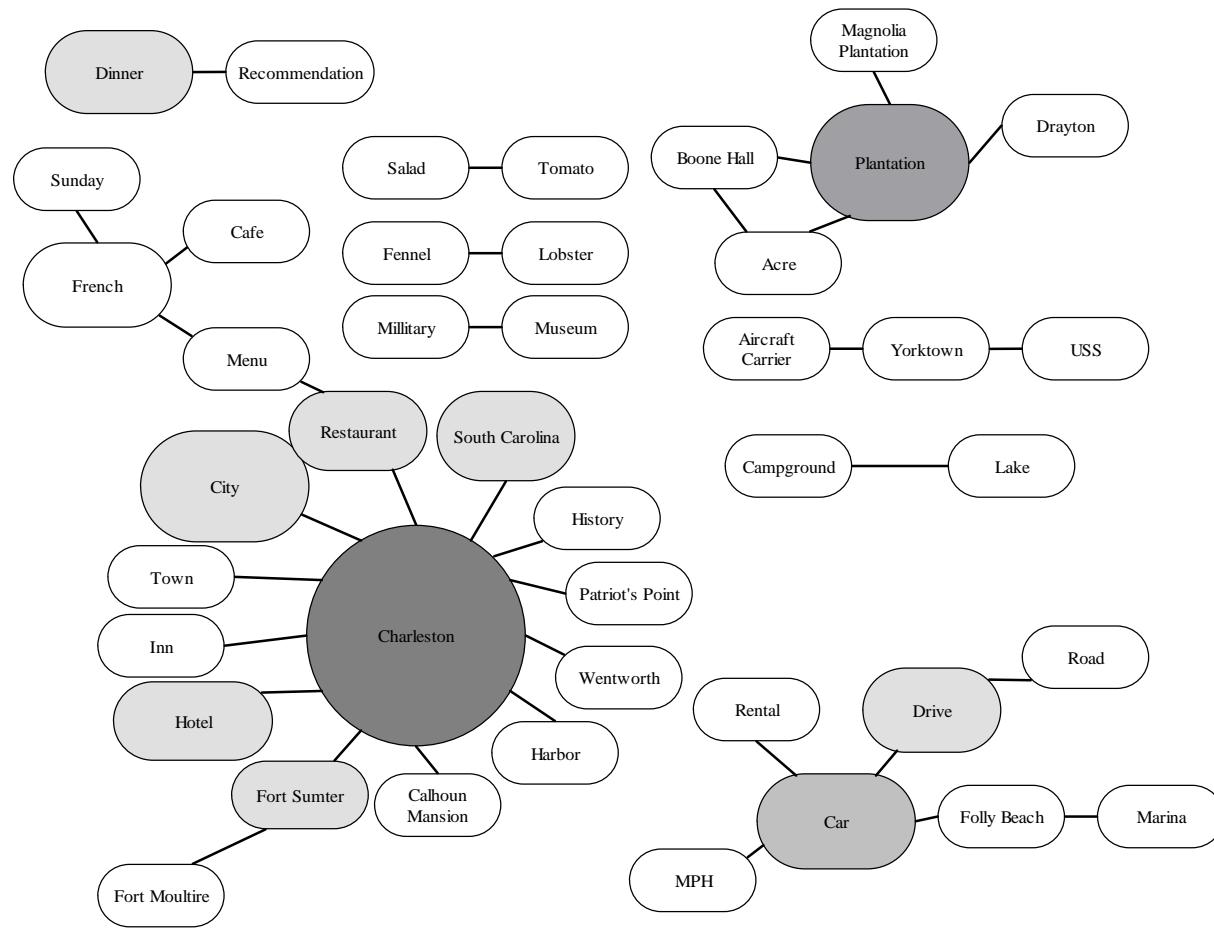 Magnolia
Plantation
Dinner
Recommendation
Drayton
Boone Hall
Plantation
Salad
Tomato
Sunday
Cafe
Fennel
Lobster
Acre
French
Millitary
Museum
Aircraft
Carrier
Yorktown
USS
Menu
Restaurant
South Carolina
Campground
Lake
City
History
Town
Patriot's Point
Charleston
Inn
Wentworth
Road
Hotel
Rental
Drive
Harbor
Fort Sumter
Calhoun
Mansion
Car
Folly Beach
Marina
MPH
Fort Moultire